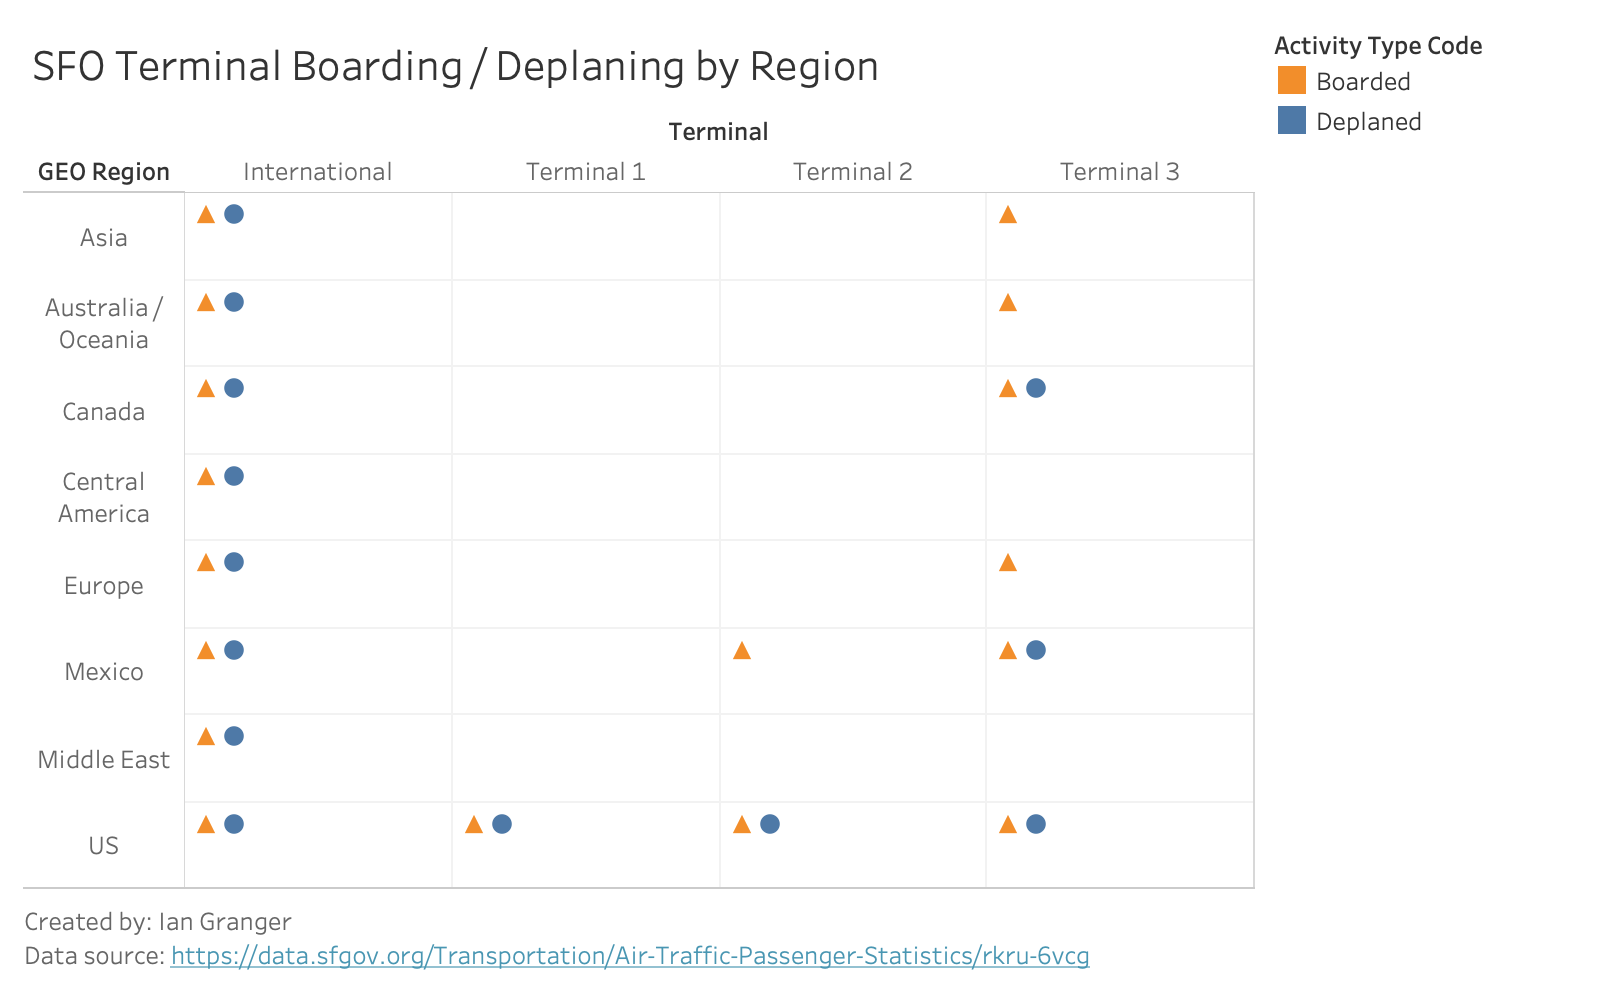 SFO Terminal Boarding / Deplaning by Region
Activity Type Code
Boarded
Deplaned
Terminal
GEO Region International Terminal 1 Terminal 2 Terminal 3
Asia
Australia /
Oceania
Canada
Central
America
Europe
Mexico
Middle East
US
Created by: Ian Granger
Data source: https://data.sfgov.org/Transportation/Air-Traffic-Passenger-Statistics/rkru-6vcg